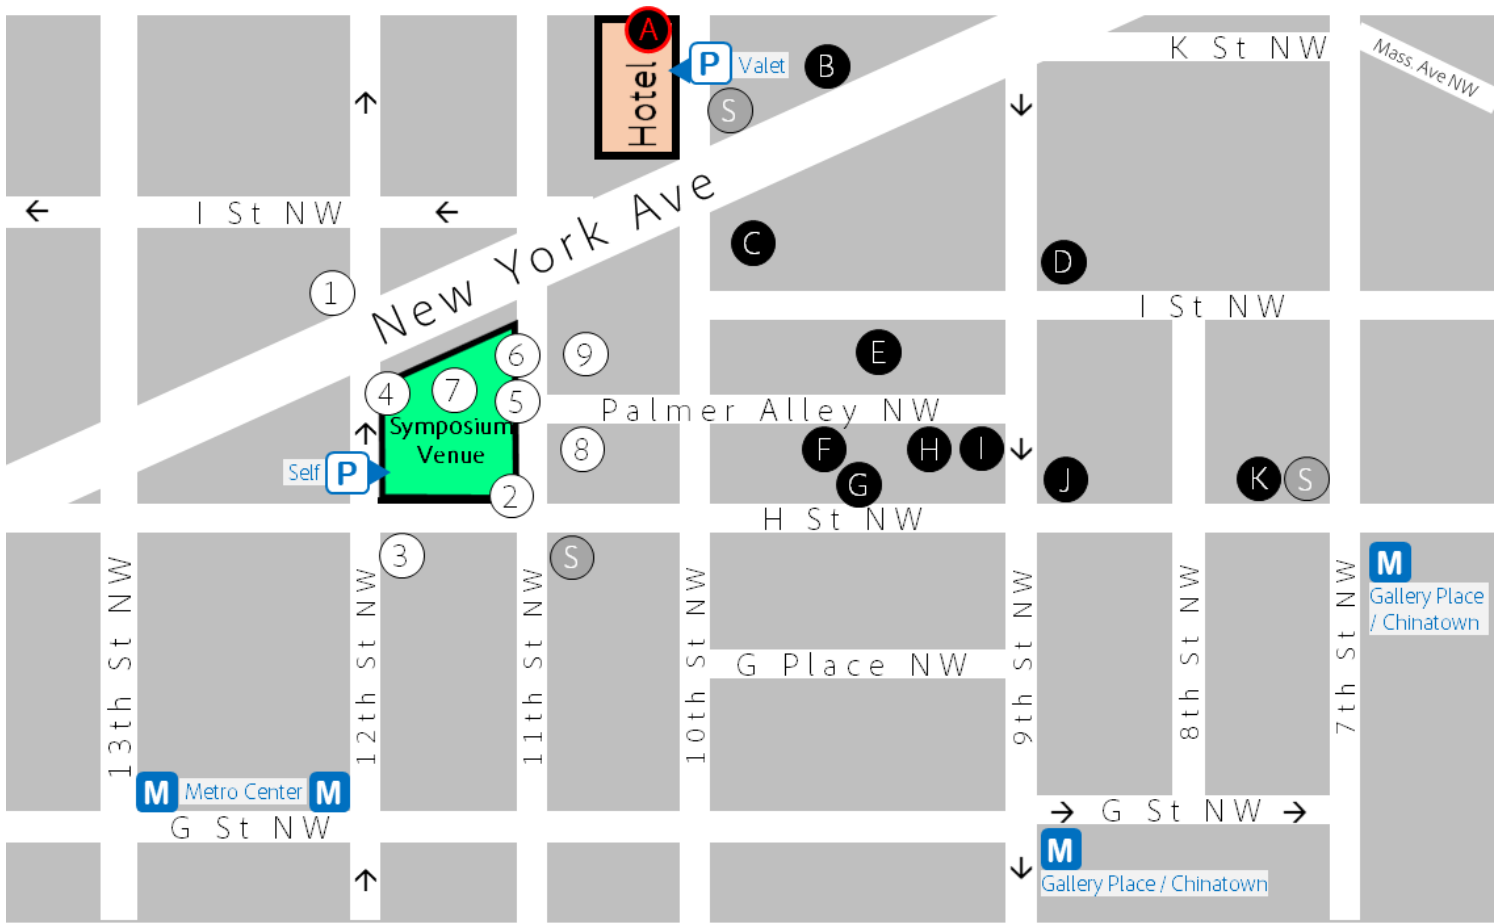 A
Hotel
P Valet
B
S
K St NW
Mass. Ave NW
I St NW
New York Ave
C
D
1
I St NW
6
9
E
4
7
5
Palmer Alley NW
Symposium
Venue
8
F
H
I
Self P
G
J
K
S
2
H St NW
3
S
M
Gallery Place
/ Chinatown
13th St NW
12th St NW
11th St NW
10th St NW
9th St NW
8th St NW
7th St NW
G Place NW
M Metro Center M
G St NW
G St NW
M
Gallery Place / Chinatown